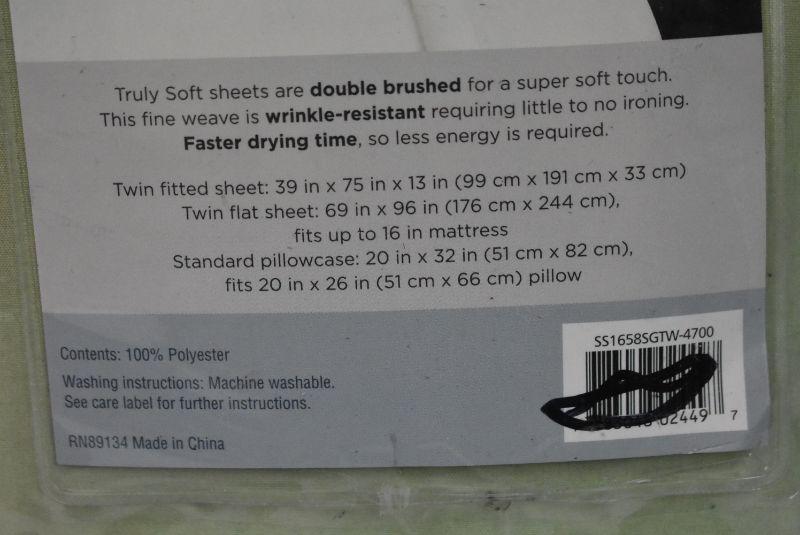 Truly Soft sheets are double brushed for a super soft touch.
This fine weave is wrinkle-resistant requiring little to no ironing.
Faster drying time, so less energy is required.
Twin fitted sheet: 39 in x 75 in x 13 in (99 cm x 191 cm x 33 cm)
Twin flat sheet: 69 in x 96 in (176 cm x 244 cm),
fits up to 16 in mattress
Standard pillowcase: 20 in x 32 in (51 cm x 82 cm),
fits 20 in x 26 in (51 cm x 66 cm) pillow
Contents: 100% Polyester
Washing instructions: Machine washable.
See care label for further instructions.
RN89134 Made in China
SS1658SGTW-4700
02449 7